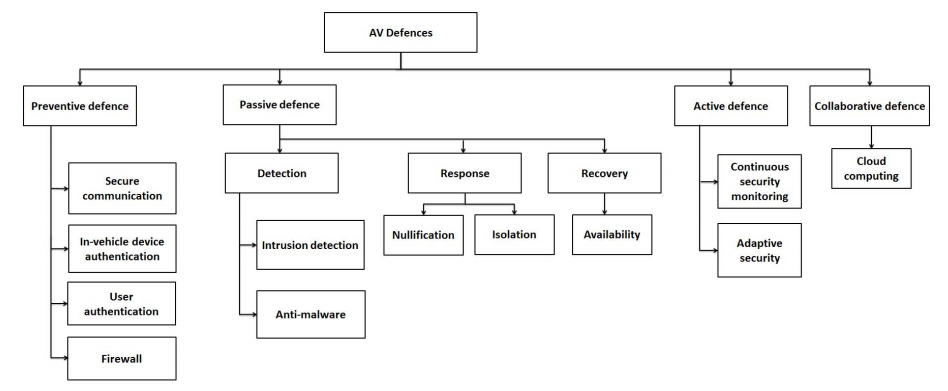 AV Defences
Preventive defence
Passive defence
Active defence
Collaborative defence
Secure
communication
In-vehicle device
authentication
User
authentication
Firewall
Detection
Response
Recovery
Intrusion detection
Anti-malware
Nullification
Isolation
Availability
Continuous
security
monitoring
Adaptive
security
Cloud
computing